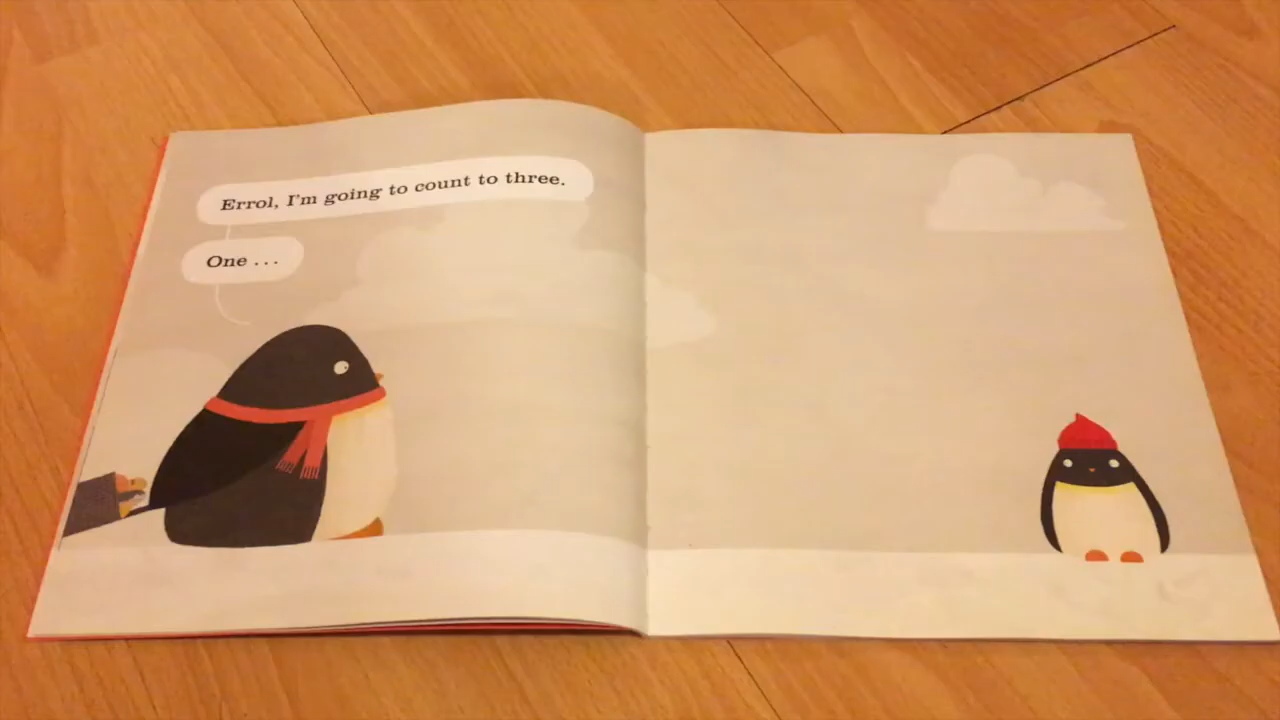 Errol, I'm going to count to three.
One . . .